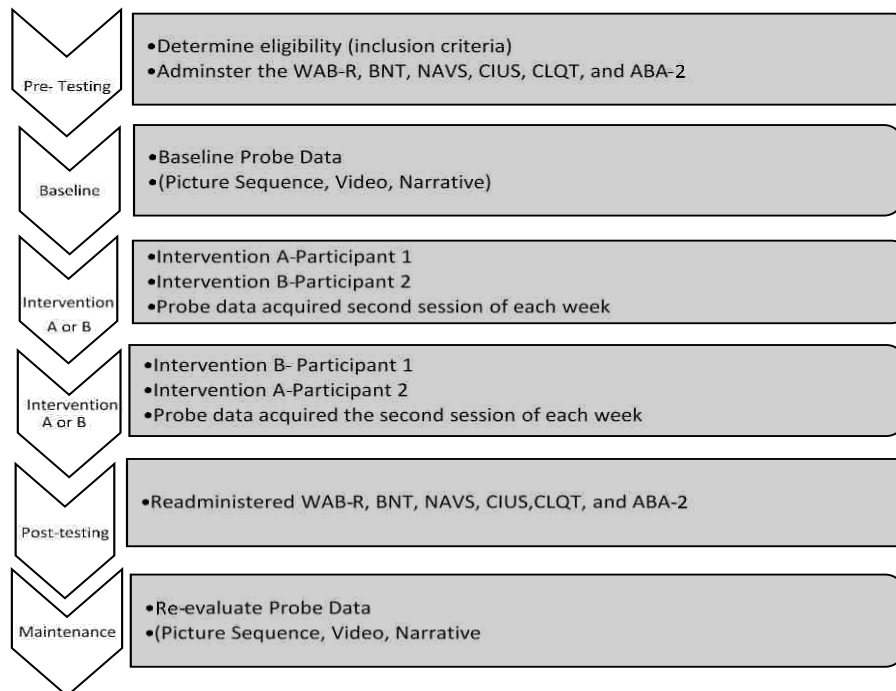 Pre- Testing
•Determine eligibility (inclusion criteria)
•Adminster the WAB-R, BNT, NAVS, CIUS, CLQT, and ABA-2
Baseline
•Baseline Probe Data
•(Picture Sequence, Video, Narrative)
Intervention
A or B
•Intervention A-Participant 1
•Intervention B-Participant 2
•Probe data acquired second session of each week
Intervention
A or B
•Intervention B- Participant 1
•Intervention A-Participant 2
•Probe data acquired the second session of each week
Post-testing
•Readministered WAB-R, BNT, NAVS, CIUS,CLQT, and ABA-2
Maintenance
•Re-evaluate Probe Data
•(Picture Sequence, Video, Narrative